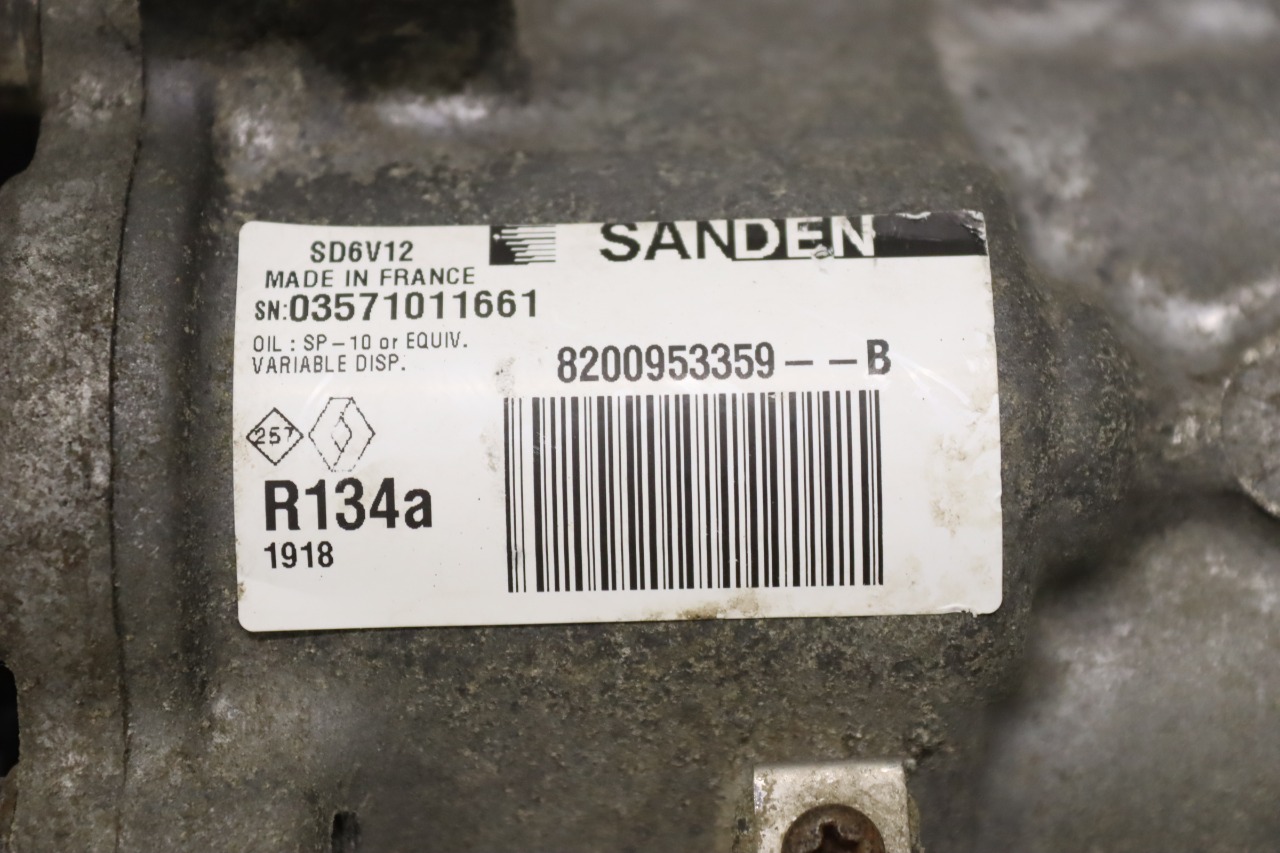 SANDEN
SD6V12
MADE IN FRANCE
SN:03571011661
OIL : SP-10 or EQUIV.
VARIABLE DISP.
8200953359--B
257
R134a
1918